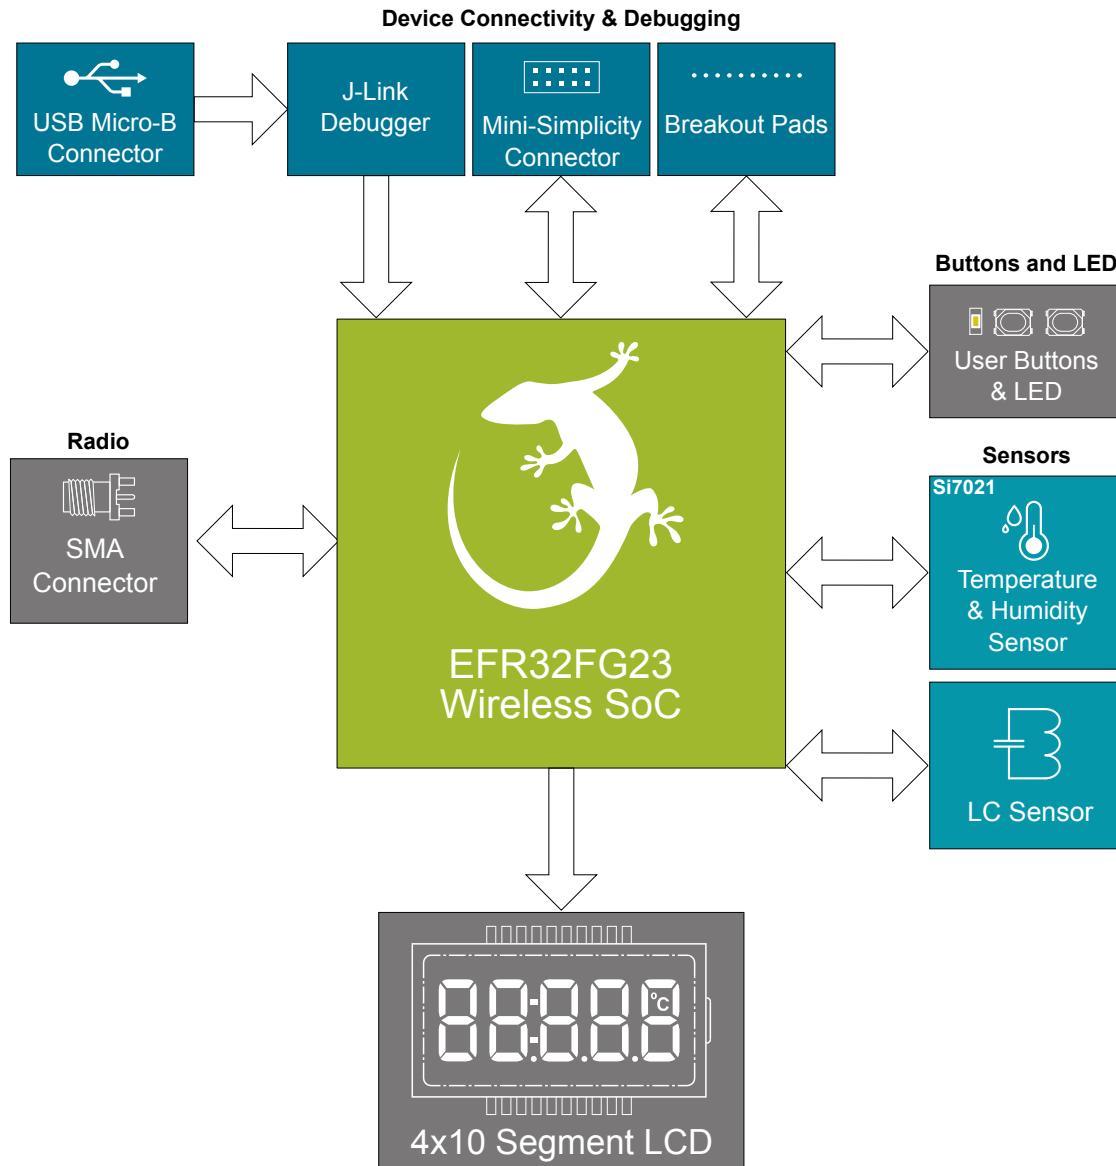 Device Connectivity & Debugging
USB Micro-B
Connector
J-Link
Debugger
Mini-Simplicity
Connector
Breakout Pads
Buttons and LED
User Buttons
& LED
Radio
SMA
Connector
EFR32FG23
Wireless SoC
Sensors
Si7021
Temperature
& Humidity
Sensor
LC Sensor
°C
4x10 Segment LCD